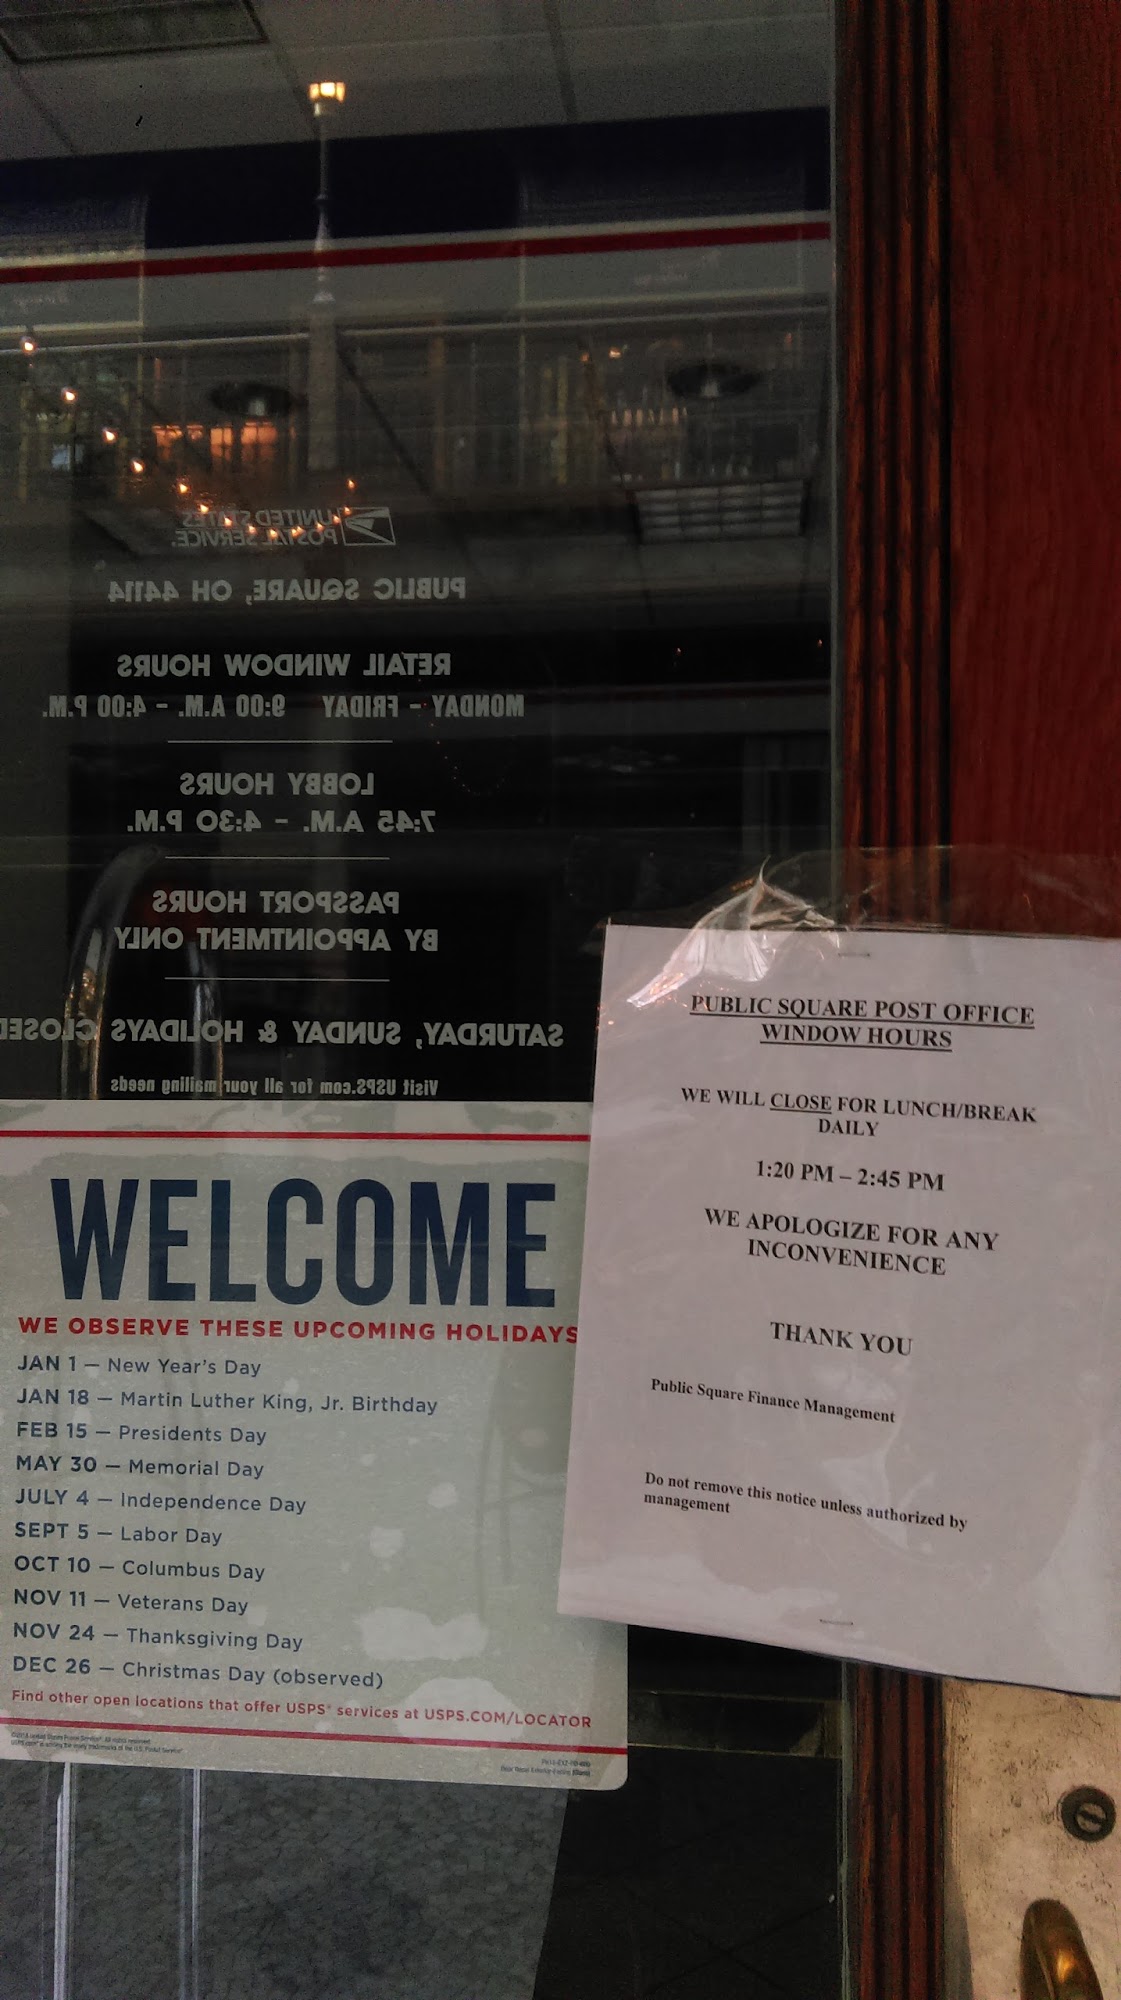 UNITED STATES
POSTAL SERVICE.
PUBLIC SQUARE, OH 44114
RETAIL WINDOW HOURS
MONDAY - FRIDAY 9:00 A.M. - 4:00 P.M.
LOBBY HOURS
7:45 A.M. - 4:30 P.M.
PASSPORT HOURS
BY APPOINTMENT ONLY
SATURDAY, SUNDAY & HOLIDAYS CLOSED
Visit USPS.com for all your mailing needs
WELCOME
WE OBSERVE THESE UPCOMING HOLIDAYS
JAN 1 — New Year's Day
JAN 18 — Martin Luther King, Jr. Birthday
FEB 15 — Presidents Day
MAY 30 — Memorial Day
JULY 4 — Independence Day
SEPT 5 — Labor Day
OCT 10 — Columbus Day
NOV 11 — Veterans Day
NOV 24 — Thanksgiving Day
DEC 26 — Christmas Day (observed)
Find other open locations that offer USPS® services at USPS.COM/LOCATOR
PUBLIC SQUARE POST OFFICE
WINDOW HOURS
WE WILL CLOSE FOR LUNCH/BREAK
DAILY
1:20 PM – 2:45 PM
WE APOLOGIZE FOR ANY
INCONVENIENCE
THANK YOU
Public Square Finance Management
Do not remove this notice unless authorized by
management